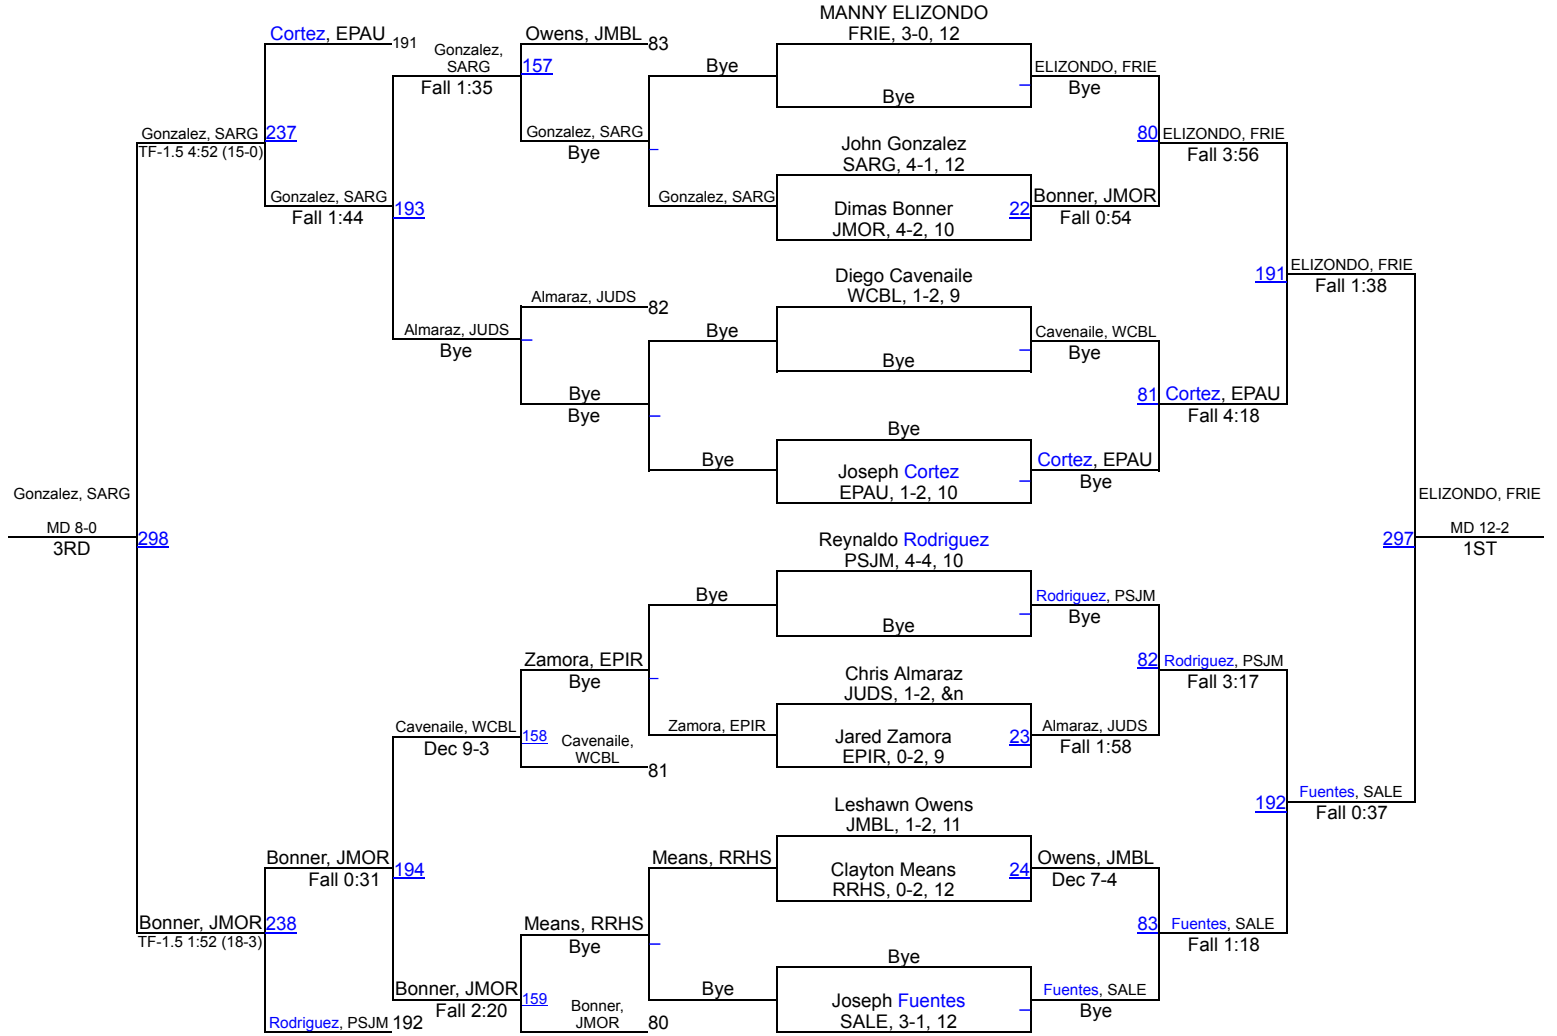 MANNY ELIZONDO
FRIE, 3-0, 12
Bye
John Gonzalez
SARG, 4-1, 12
Dimas Bonner
JMOR, 4-2, 10
22
Diego Cavenaile
WCBL, 1-2, 9
Bye
Bye
Joseph Cortez
EPAU, 1-2, 10
Reynaldo Rodriguez
PSJM, 4-4, 10
Bye
Chris Almaraz
JUDS, 1-2, &n
Jared Zamora
EPIR, 0-2, 9
23
Leshawn Owens
JMBL, 1-2, 11
Clayton Means
RRHS, 0-2, 12
24
Bye
Joseph Fuentes
SALE, 3-1, 12
ELIZONDO, FRIE
Bye
80
Bonner, JMOR
Fall 0:54
Cavenaile, WCBL
Bye
81
Cortez, EPAU
Bye
Rodriguez, PSJM
Bye
82
Almaraz, JUDS
Fall 1:58
Owens, JMBL
Dec 7-4
83
Fuentes, SALE
Bye
ELIZONDO, FRIE
Fall 3:56
191
Cortez, EPAU
Fall 4:18
Rodriguez, PSJM
Fall 3:17
192
Fuentes, SALE
Fall 1:18
ELIZONDO, FRIE
Fall 1:38
297
Fuentes, SALE
Fall 0:37
ELIZONDO, FRIE
MD 12-2
1ST
Bye
Gonzalez, SARG
Bye
Bye
Bye
Zamora, EPIR
Means, RRHS
Bye
Owens, JMBL
83
157
Gonzalez, SARG
Bye
Almaraz, JUDS
82
Bye
Bye
Zamora, EPIR
Bye
158
Cavenaile,
WCBL
81
Means, RRHS
Bye
159
Bonner,
JMOR
80
Gonzalez,
SARG
Fall 1:35
193
Almaraz, JUDS
Bye
Cavenaile, WCBL
Dec 9-3
194
Bonner, JMOR
Fall 2:20
Cortez, EPAU
191
237
Gonzalez, SARG
Fall 1:44
Bonner, JMOR
Fall 0:31
238
Rodriguez, PSJM
192
Gonzalez, SARG
TF-1.5 4:52 (15-0)
298
Bonner, JMOR
TF-1.5 1:52 (18-3)
Gonzalez, SARG
MD 8-0
3RD